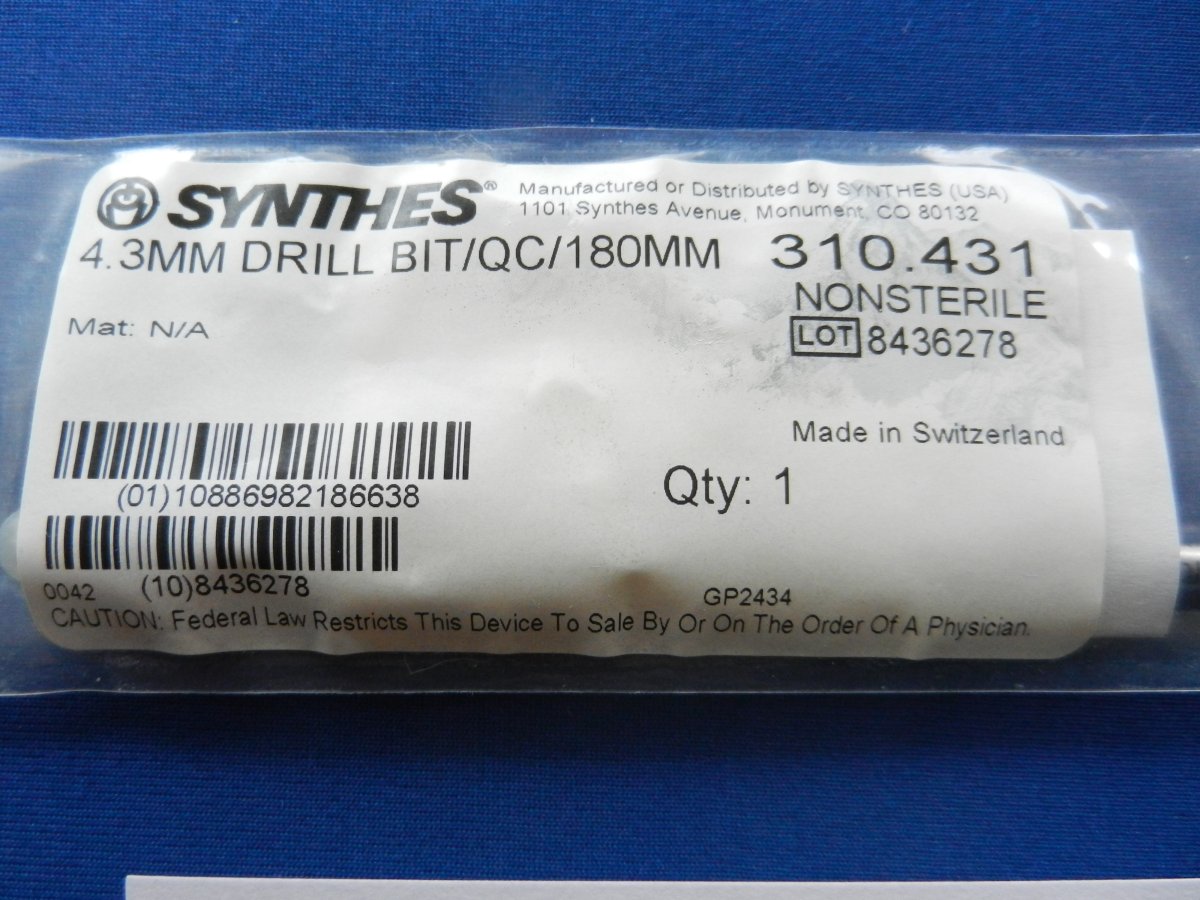 SYNTHES® Manufactured or Distributed by SYNTHES (USA)
1101 Synthes Avenue, Monument, CO 80132
4.3MM DRILL BIT/QC/180MM 310.431
NONSTERILE
Mat: N/A
LOT 8436278
Made in Switzerland
(01)10886982186638
Qty: 1
0042 (10)8436278
GP2434
CAUTION: Federal Law Restricts This Device To Sale By Or On The Order Of A Physician.